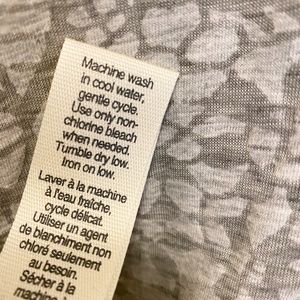 Machine wash
in cool water,
gentle cycle.
Use only non-
chlorine bleach
when needed.
Tumble dry low.
Iron on low.
Laver à la machine
à l'eau fraîche,
cycle délicat.
Utiliser un agent
de blanchiment non
chloré seulement
au besoin.
Sécher à la
machine à